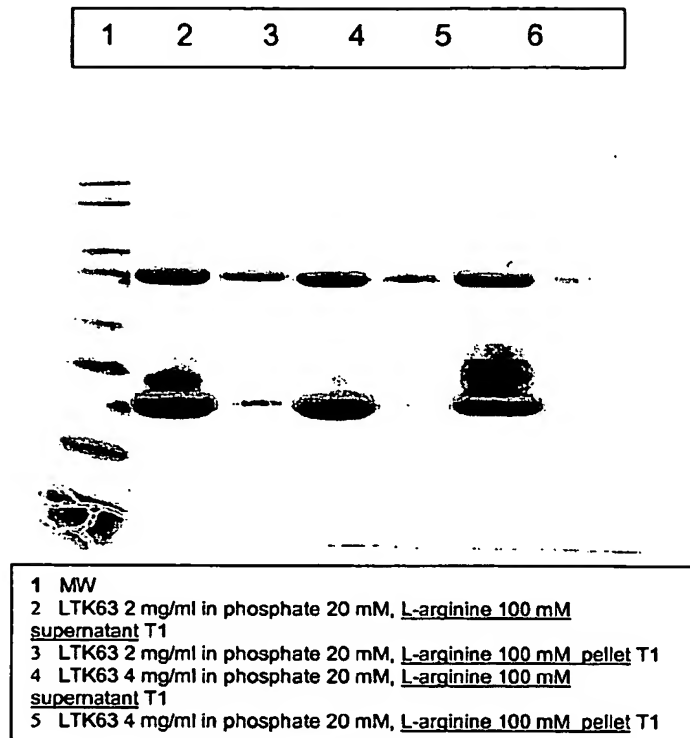 1 2 3 4 5 6
1 MW
2 LTK63 2 mg/ml in phosphate 20 mM, L-arginine 100 mM
supernatant T1
3 LTK63 2 mg/ml in phosphate 20 mM, L-arginine 100 mM pellet T1
4 LTK63 4 mg/ml in phosphate 20 mM, L-arginine 100 mM
supernatant T1
5 LTK63 4 mg/ml in phosphate 20 mM, L-arginine 100 mM pellet T1